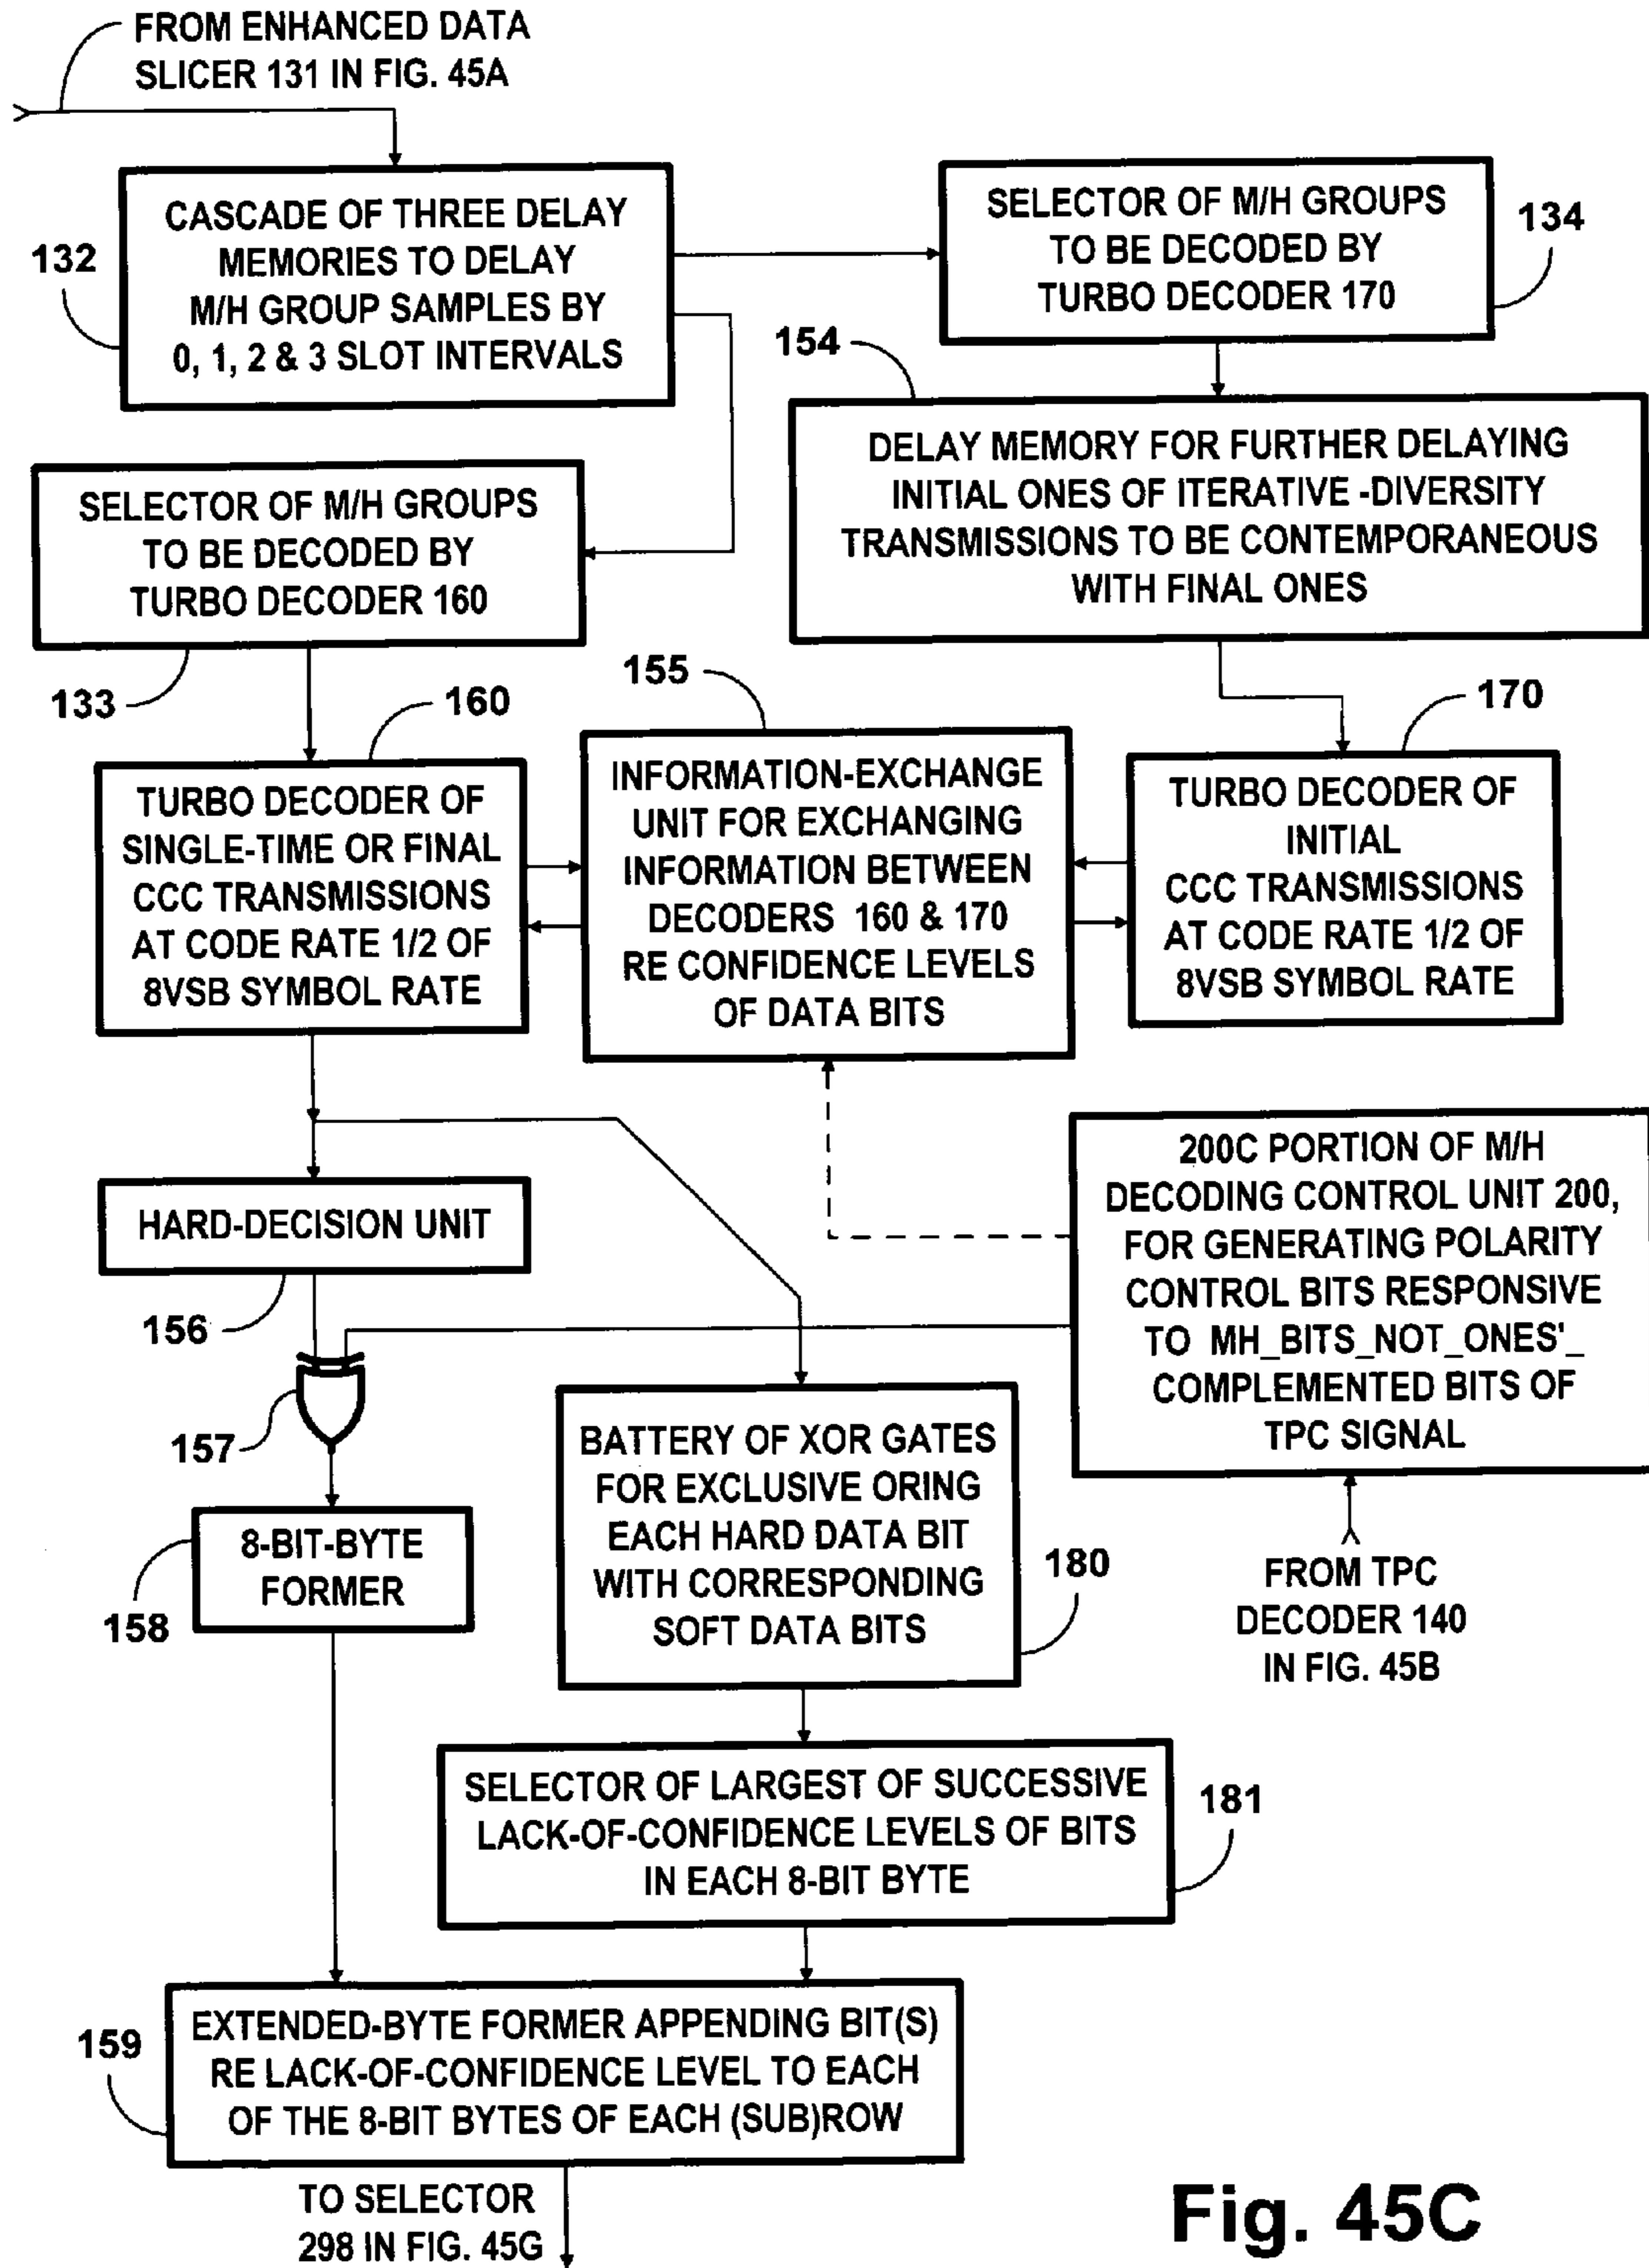 FROM ENHANCED DATA
SLICER 131 IN FIG. 45A
132
CASCADE OF THREE DELAY
MEMORIES TO DELAY
M/H GROUP SAMPLES BY
0, 1, 2 & 3 SLOT INTERVALS
SELECTOR OF M/H GROUPS
TO BE DECODED BY
TURBO DECODER 170
134
154
DELAY MEMORY FOR FURTHER DELAYING
INITIAL ONES OF ITERATIVE -DIVERSITY
TRANSMISSIONS TO BE CONTEMPORANEOUS
WITH FINAL ONES
SELECTOR OF M/H GROUPS
TO BE DECODED BY
TURBO DECODER 160
133
160
155
170
TURBO DECODER OF
SINGLE-TIME OR FINAL
CCC TRANSMISSIONS
AT CODE RATE 1/2 OF
8VSB SYMBOL RATE
INFORMATION-EXCHANGE
UNIT FOR EXCHANGING
INFORMATION BETWEEN
DECODERS 160 & 170
RE CONFIDENCE LEVELS
OF DATA BITS
TURBO DECODER OF
INITIAL
CCC TRANSMISSIONS
AT CODE RATE 1/2 OF
8VSB SYMBOL RATE
HARD-DECISION UNIT
156
200C PORTION OF M/H
DECODING CONTROL UNIT 200,
FOR GENERATING POLARITY
CONTROL BITS RESPONSIVE
TO MH_BITS_NOT_ONES'_
COMPLEMENTED BITS OF
TPC SIGNAL
157
8-BIT-BYTE
FORMER
158
BATTERY OF XOR GATES
FOR EXCLUSIVE ORING
EACH HARD DATA BIT
WITH CORRESPONDING
SOFT DATA BITS
180
FROM TPC
DECODER 140
IN FIG. 45B
SELECTOR OF LARGEST OF SUCCESSIVE
LACK-OF-CONFIDENCE LEVELS OF BITS
IN EACH 8-BIT BYTE
181
159
EXTENDED-BYTE FORMER APPENDING BIT(S)
RE LACK-OF-CONFIDENCE LEVEL TO EACH
OF THE 8-BIT BYTES OF EACH (SUB)ROW
TO SELECTOR
298 IN FIG. 45G
Fig. 45C